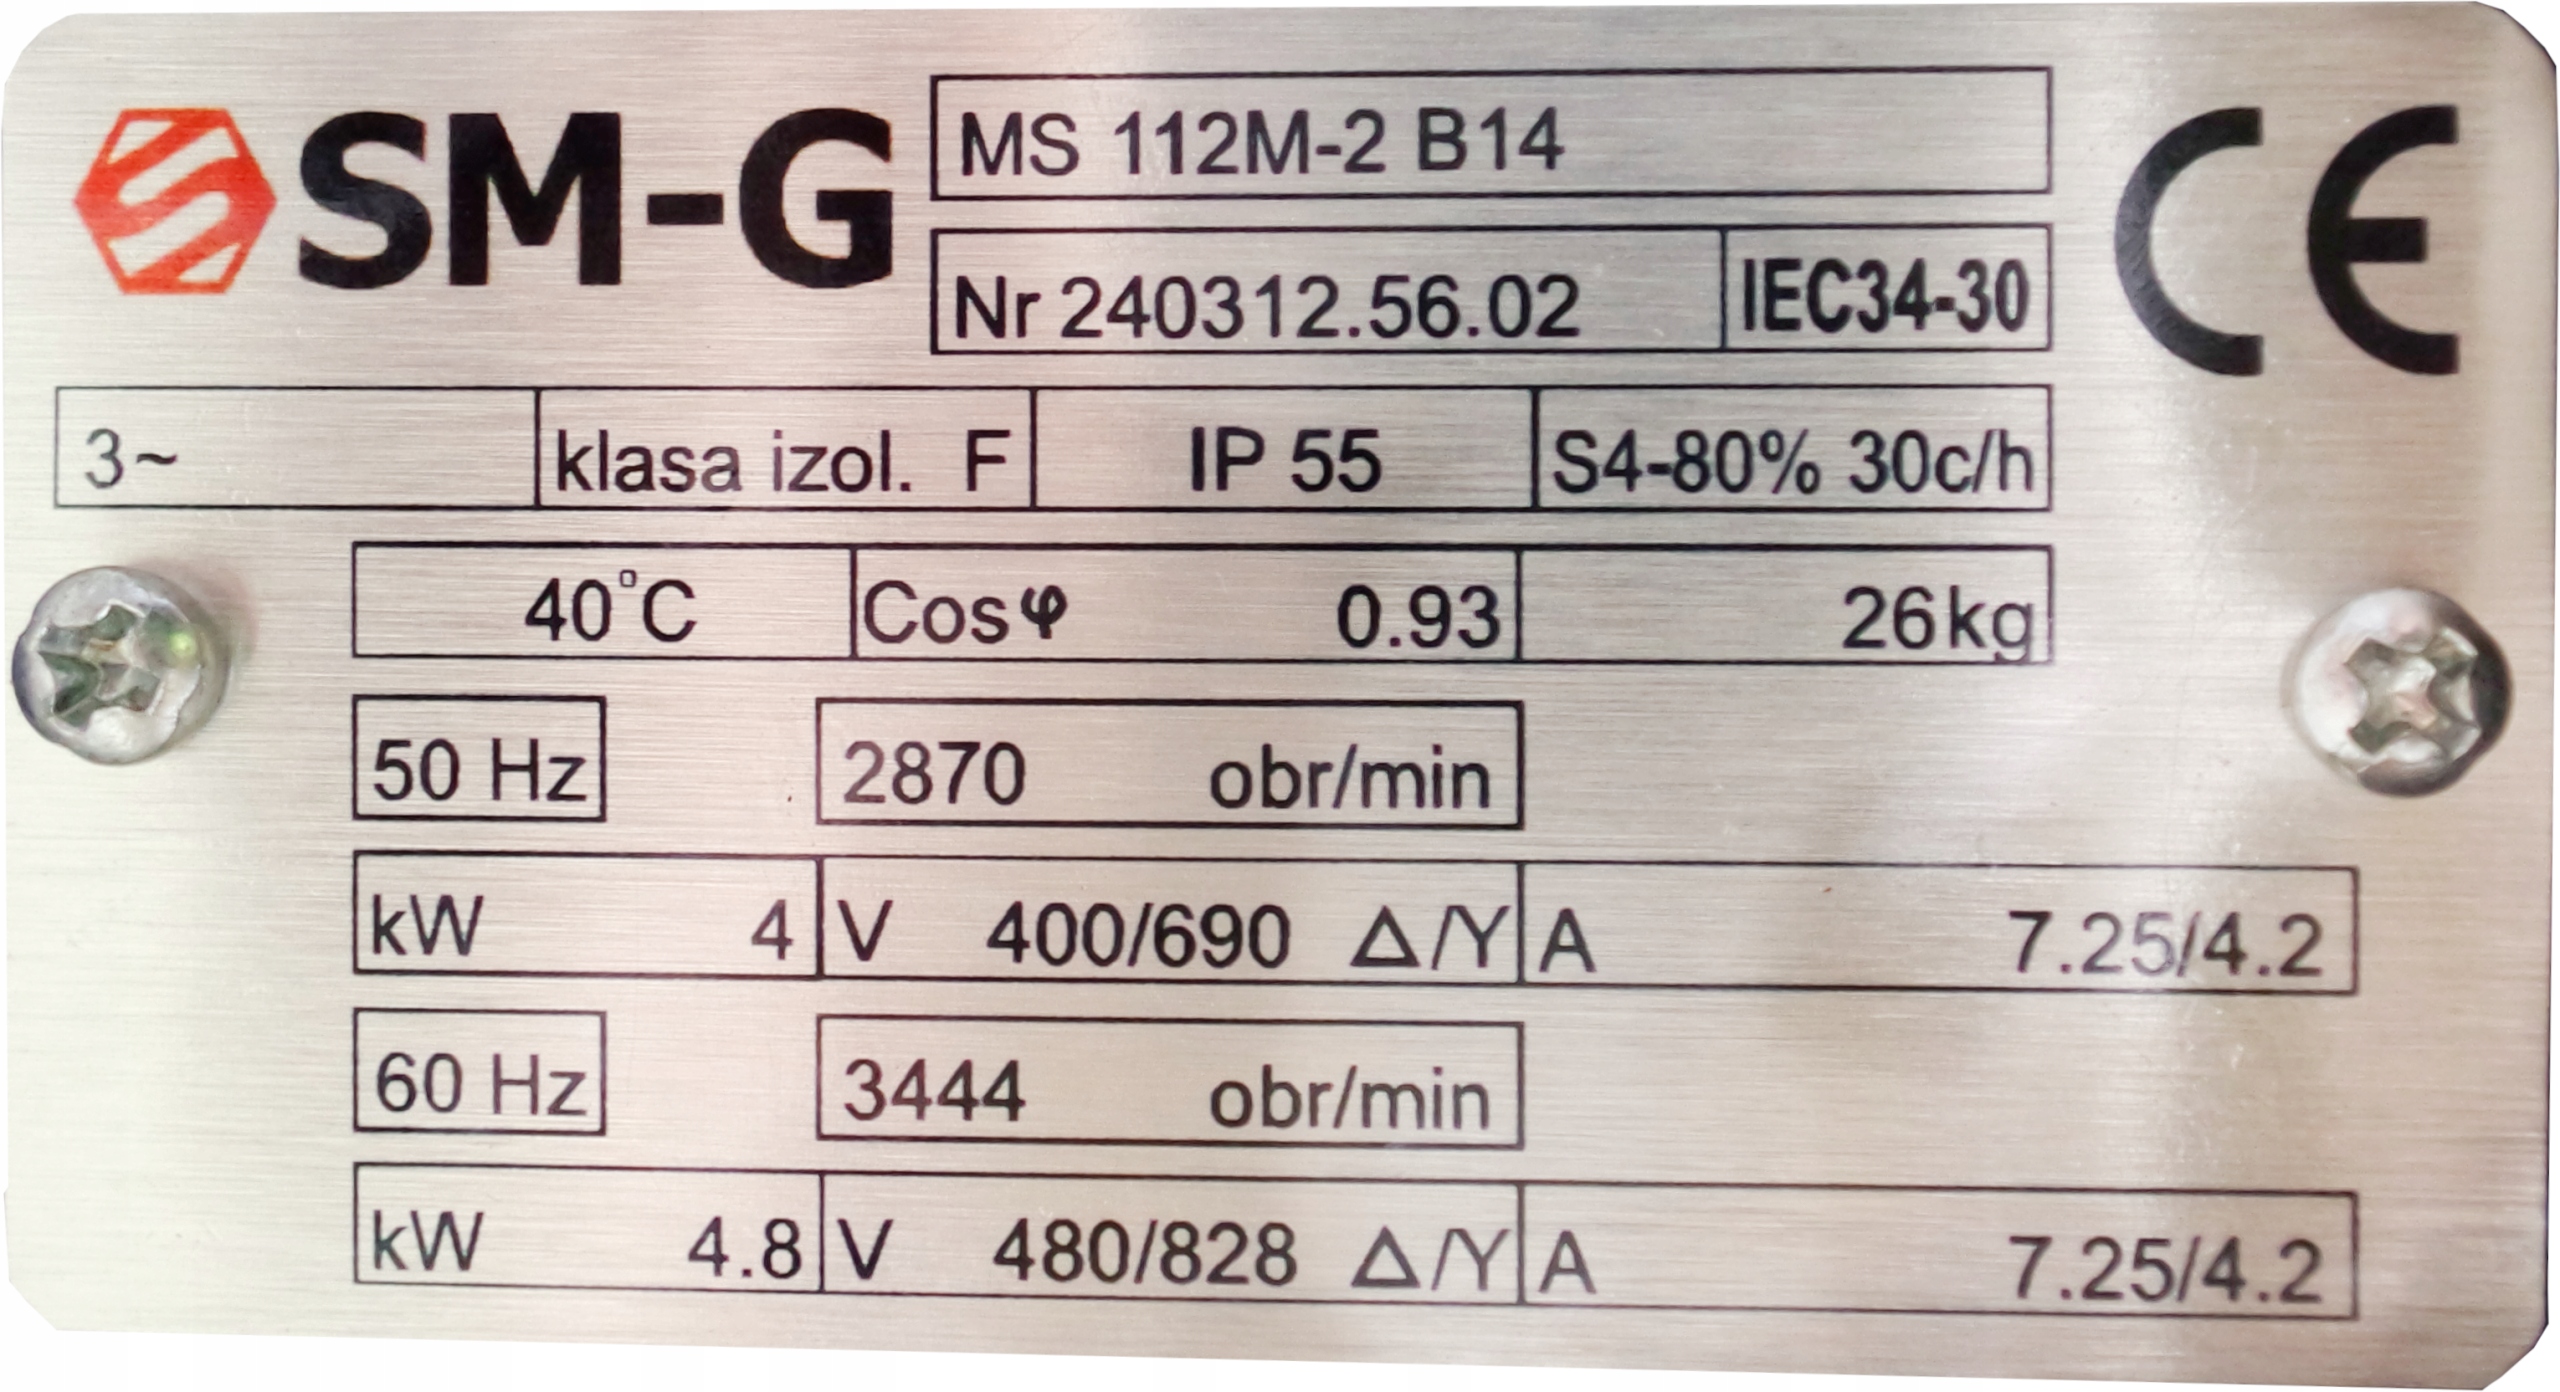 SM-G
MS 112M-2 B14
CE
Nr 240312.56.02 IEC34-30
3~ klasa izol. F IP 55 S4-80% 30c/h
40°C Cosφ 0.93 26kg
50 Hz 2870 obr/min
kW 4 V 400/690 Δ/Y A 7.25/4.2
60 Hz 3444 obr/min
kW 4.8 V 480/828 Δ/Y A 7.25/4.2